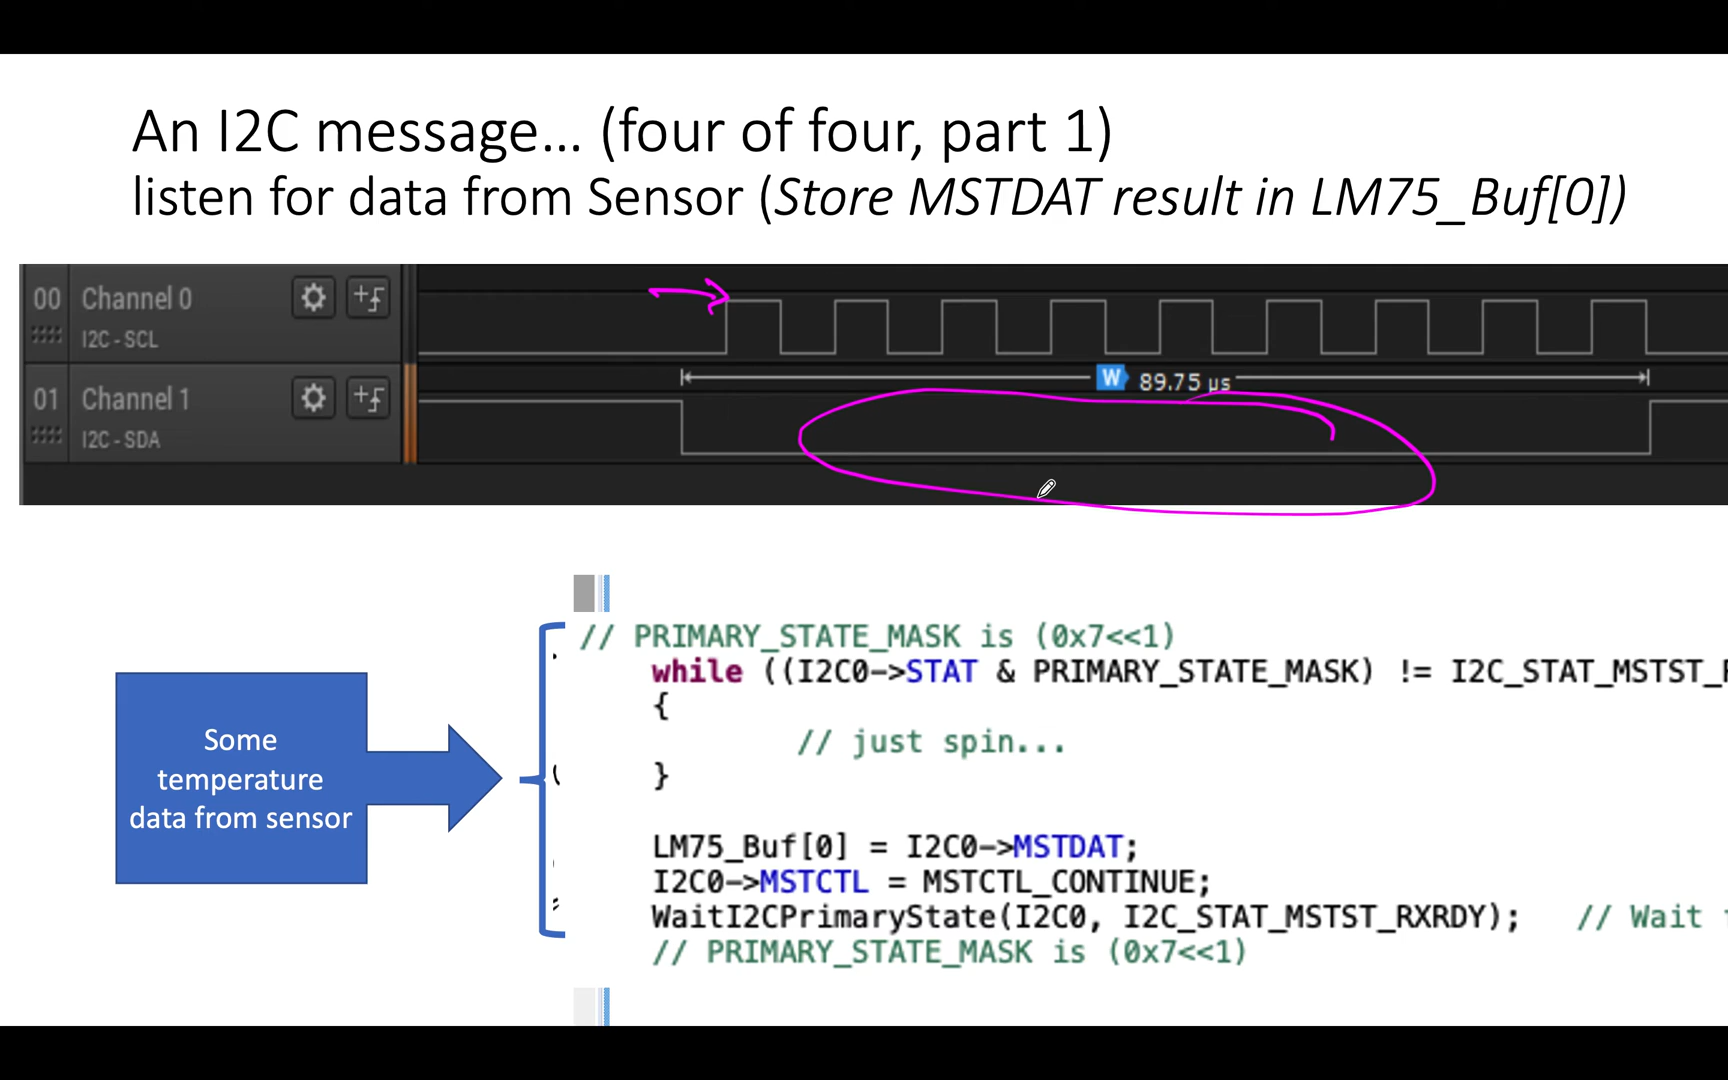 An I2C message... (four of four, part 1)
listen for data from Sensor (Store MSTDAT result in LM75_Buf[0])
00 Channel 0
I2C - SCL
W 89.75 µs
01 Channel 1
I2C - SDA
// PRIMARY_STATE_MASK is (0x7<<1)
while ((I2C0->STAT & PRIMARY_STATE_MASK) != I2C_STAT_MSTST_R
{
// just spin...
}
Some
temperature
data from sensor
LM75_Buf[0] = I2C0->MSTDAT;
I2C0->MSTCTL = MSTCTL_CONTINUE;
WaitI2CPrimaryState(I2C0, I2C_STAT_MSTST_RXRDY); // Wait
// PRIMARY_STATE_MASK is (0x7<<1)